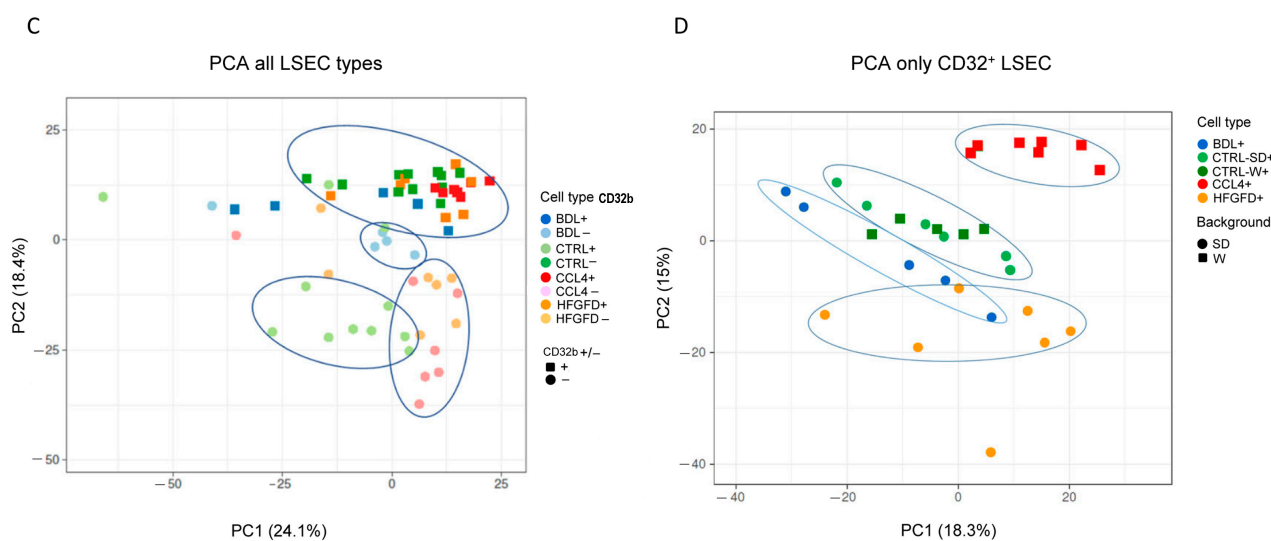 C
PCA all LSEC types
25
0
−25
−50
PC2 (18.4%)
−50
−25
0
25
PC1 (24.1%)
Cell type CD32b
BDL+
BDL−
CTRL+
CTRL−
CCL4+
CCL4−
HFGFD+
HFGFD−
CD32b +/−
+
−
D
PCA only CD32⁺ LSEC
20
0
−20
−40
PC2 (15%)
−40
−20
0
20
PC1 (18.3%)
Cell type
BDL+
CTRL-SD+
CTRL-W+
CCL4+
HFGFD+
Background
SD
W